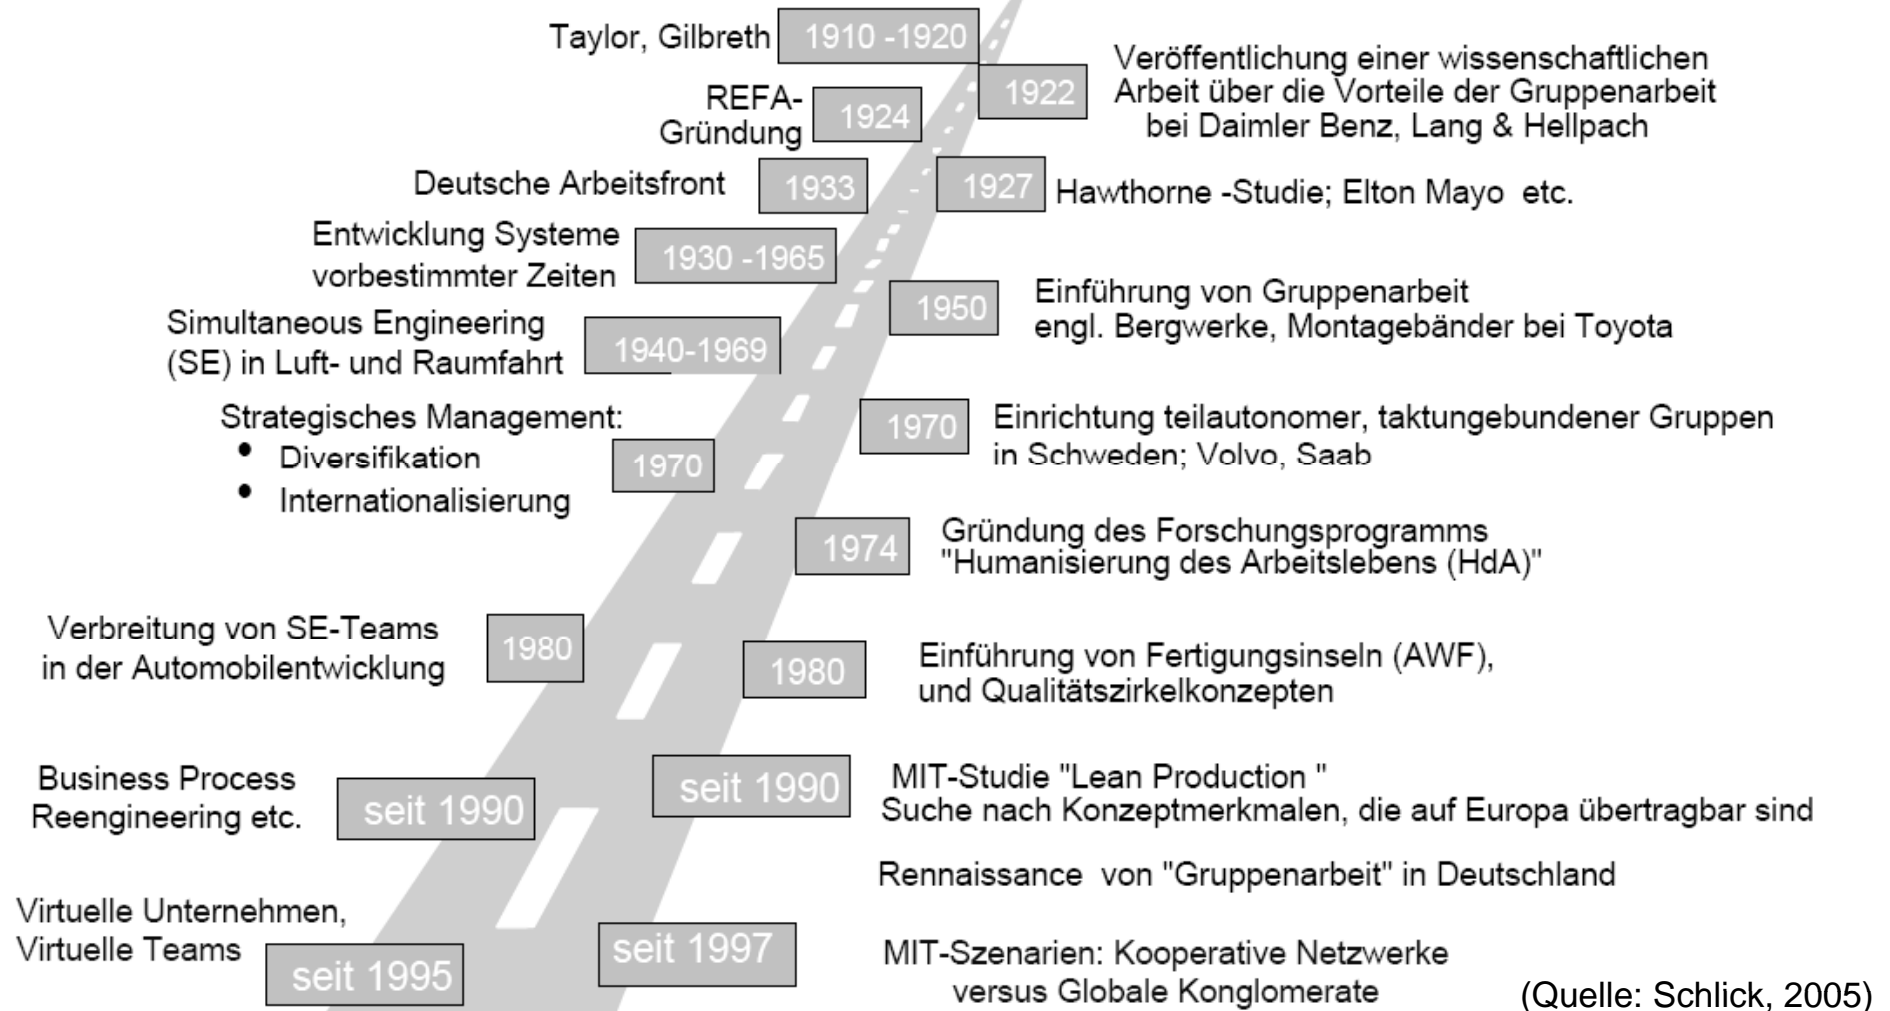 Taylor, Gilbreth
1910 -1920
1922
Veröffentlichung einer wissenschaftlichen
Arbeit über die Vorteile der Gruppenarbeit
bei Daimler Benz, Lang & Hellpach
REFA-
Gründung
1924
Deutsche Arbeitsfront
1933
1927
Hawthorne -Studie; Elton Mayo etc.
Entwicklung Systeme
vorbestimmter Zeiten
1930 -1965
1950
Einführung von Gruppenarbeit
engl. Bergwerke, Montagebänder bei Toyota
Simultaneous Engineering
(SE) in Luft- und Raumfahrt
1940-1969
1970
Einrichtung teilautonomer, taktungebundener Gruppen
in Schweden; Volvo, Saab
Strategisches Management:
• Diversifikation
• Internationalisierung
1970
1974
Gründung des Forschungsprogramms
"Humanisierung des Arbeitslebens (HdA)"
Verbreitung von SE-Teams
in der Automobilentwicklung
1980
1980
Einführung von Fertigungsinseln (AWF),
und Qualitätszirkelkonzepten
Business Process
Reengineering etc.
seit 1990
seit 1990
MIT-Studie "Lean Production "
Suche nach Konzeptmerkmalen, die auf Europa übertragbar sind
Rennaissance von "Gruppenarbeit" in Deutschland
Virtuelle Unternehmen,
Virtuelle Teams
seit 1995
seit 1997
MIT-Szenarien: Kooperative Netzwerke
versus Globale Konglomerate
(Quelle: Schlick, 2005)